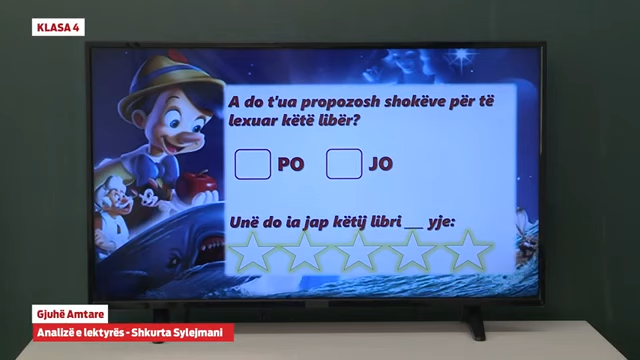 KLASA 4
A do t'ua propozosh shokëve për të
lexuar këtë libër?
PO
JO
Unë do ia jap këtij libri __ yje:
Gjuhë Amtare
Analizë e lektyrës - Shkurta Sylejmani